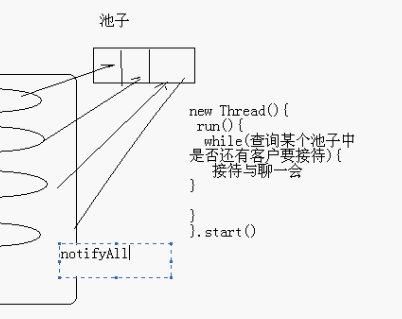 池子
new Thread(){
run(){
while(查询某个池子中
是否还有客户要接待){
接待与聊一会
}
}
}.start()
notifyAll